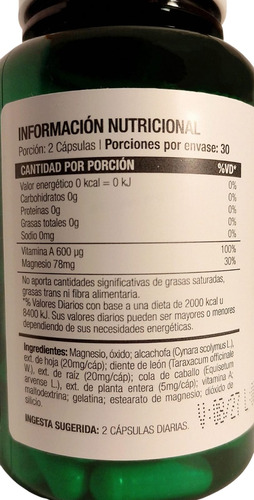 INFORMACIÓN NUTRICIONAL
Porción: 2 Cápsulas | Porciones por envase: 30
CANTIDAD POR PORCIÓN %VD*
Valor energético 0 kcal = 0 kJ 0%
Carbohidratos 0g 0%
Proteínas 0g 0%
Grasas totales 0g 0%
Sodio 0mg 0%
Vitamina A 600 µg 100%
Magnesio 78mg 30%
No aporta cantidades significativas de grasas saturadas,
grasas trans ni fibra alimentaria.
*% Valores Diarios con base a una dieta de 2000 kcal u
8400 kJ. Sus valores diarios pueden ser mayores o menores
dependiendo de sus necesidades energéticas.
Ingredientes: Magnesio, óxido; alcachofa (Cynara scolymus L.),
ext. de hoja (20mg/cáp); diente de león (Taraxacum officinale
W.), ext. de raíz (20mg/cáp); cola de caballo (Equisetum
arvense L.), ext. de planta entera (5mg/cáp); vitamina A;
maltodextrina; gelatina; estearato de magnesio; dióxido de
silicio.
INGESTA SUGERIDA: 2 CÁPSULAS DIARIAS.